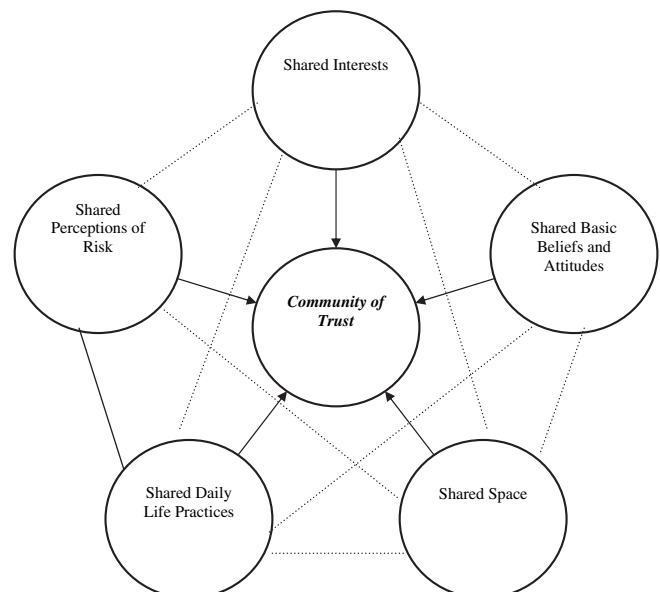 Shared Interests
Shared
Perceptions of
Risk
Shared Basic
Beliefs and
Attitudes
Community of
Trust
Shared Daily
Life Practices
Shared Space